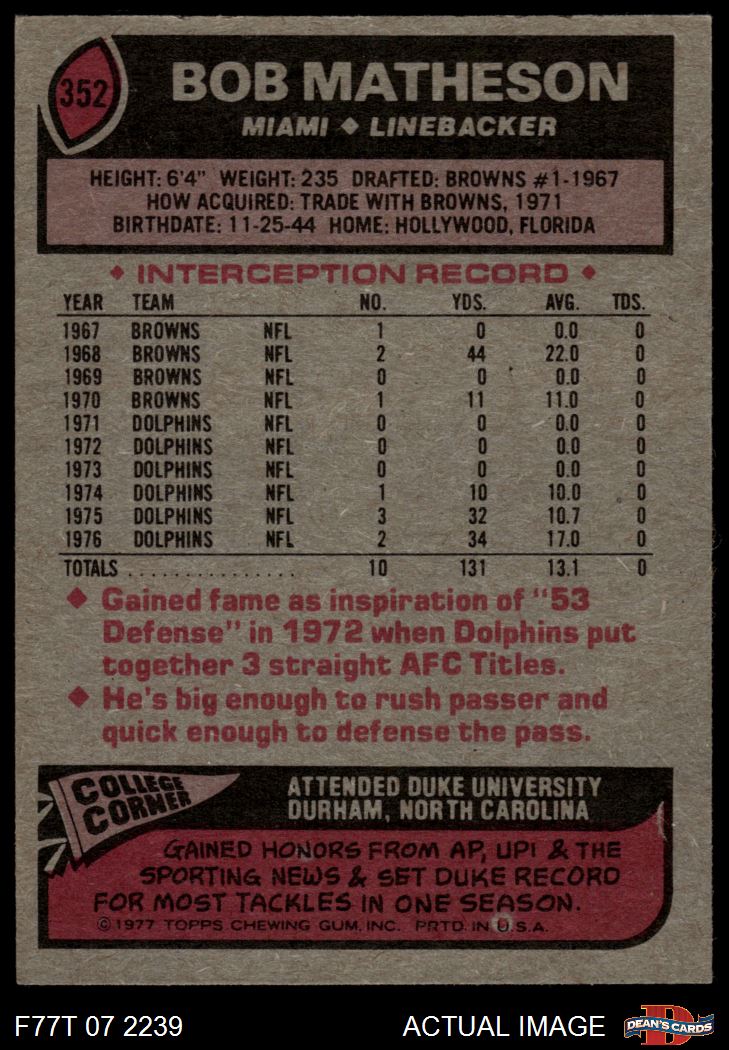 352
BOB MATHESON
MIAMI ◆ LINEBACKER
HEIGHT: 6'4" WEIGHT: 235 DRAFTED: BROWNS #1-1967
HOW ACQUIRED: TRADE WITH BROWNS, 1971
BIRTHDATE: 11-25-44 HOME: HOLLYWOOD, FLORIDA
◆ INTERCEPTION RECORD ◆
YEAR TEAM NO. YDS. AVG. TDS.
1967 BROWNS NFL 1 0 0.0 0
1968 BROWNS NFL 2 44 22.0 0
1969 BROWNS NFL 0 0 0.0 0
1970 BROWNS NFL 1 11 11.0 0
1971 DOLPHINS NFL 0 0 0.0 0
1972 DOLPHINS NFL 0 0 0.0 0
1973 DOLPHINS NFL 0 0 0.0 0
1974 DOLPHINS NFL 1 10 10.0 0
1975 DOLPHINS NFL 3 32 10.7 0
1976 DOLPHINS NFL 2 34 17.0 0
TOTALS ................ 10 131 13.1 0
◆ Gained fame as inspiration of "53
Defense" in 1972 when Dolphins put
together 3 straight AFC Titles.
◆ He's big enough to rush passer and
quick enough to defense the pass.
COLLEGE
CORNER
ATTENDED DUKE UNIVERSITY
DURHAM, NORTH CAROLINA
GAINED HONORS FROM AP, UPI & THE
SPORTING NEWS & SET DUKE RECORD
FOR MOST TACKLES IN ONE SEASON.
© 1977 TOPPS CHEWING GUM, INC. PRTD. IN U.S.A.
F77T 07 2239
ACTUAL IMAGE
D
DEAN'S CARDS